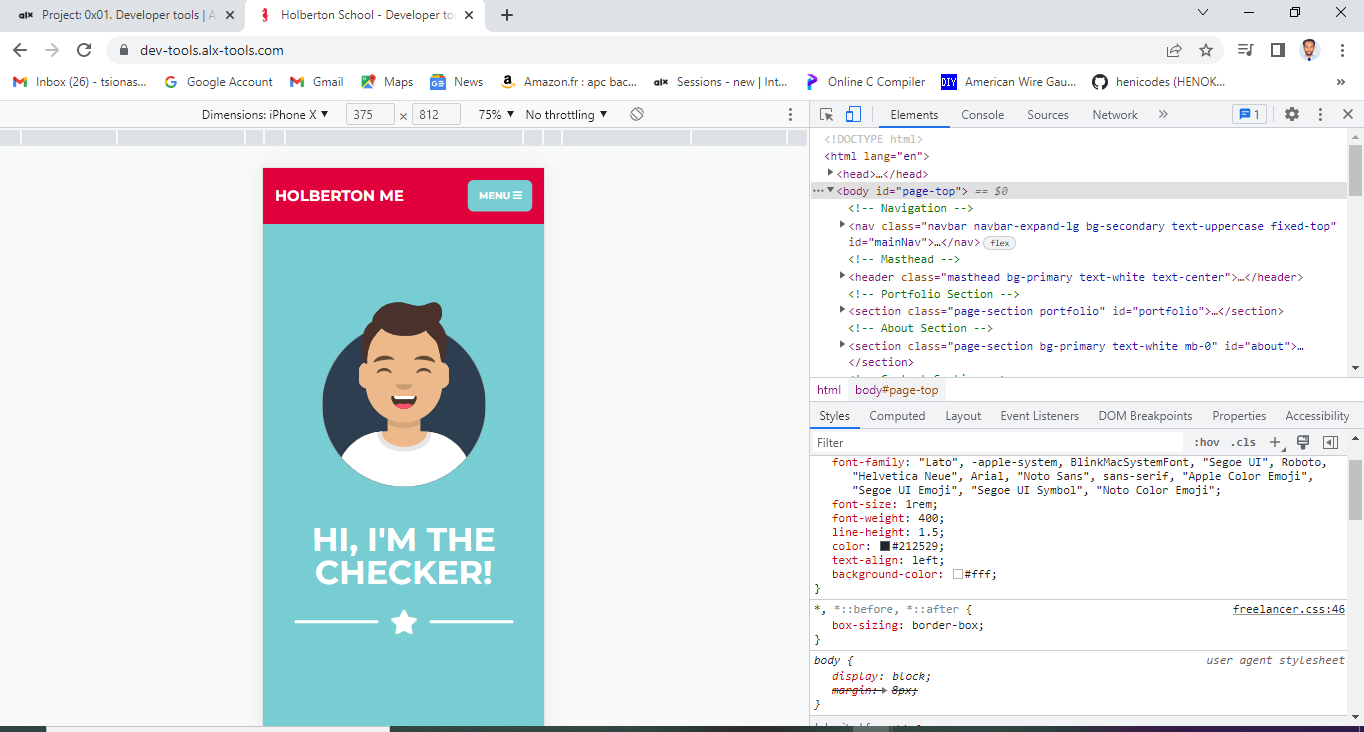 alx Project: 0x01. Developer tools | A
Holberton School - Developer to
dev-tools.alx-tools.com
Inbox (26) - tsionas...
Google Account
Gmail
Maps
News
Amazon.fr : apc bac...
alx Sessions - new | Int...
Online C Compiler
DIY American Wire Gau...
henicodes (HENOK...
»
Dimensions: iPhone X ▼ 375 × 812 75% ▼ No throttling ▼
HOLBERTON ME
MENU
HI, I'M THE
CHECKER!
Elements Console Sources Network » 1
<!DOCTYPE html>
<html lang="en">
<head>…</head>
<body id="page-top"> == $0
<!-- Navigation -->
<nav class="navbar navbar-expand-lg bg-secondary text-uppercase fixed-top"
id="mainNav">…</nav> flex
<!-- Masthead -->
<header class="masthead bg-primary text-white text-center">…</header>
<!-- Portfolio Section -->
<section class="page-section portfolio" id="portfolio">…</section>
<!-- About Section -->
<section class="page-section bg-primary text-white mb-0" id="about">…
</section>
html body#page-top
Styles Computed Layout Event Listeners DOM Breakpoints Properties Accessibility
Filter :hov .cls +
font-family: "Lato", -apple-system, BlinkMacSystemFont, "Segoe UI", Roboto,
"Helvetica Neue", Arial, "Noto Sans", sans-serif, "Apple Color Emoji",
"Segoe UI Emoji", "Segoe UI Symbol", "Noto Color Emoji";
font-size: 1rem;
font-weight: 400;
line-height: 1.5;
color: #212529;
text-align: left;
background-color: #fff;
}
*, *::before, *::after { freelancer.css:46
box-sizing: border-box;
}
body { user agent stylesheet
display: block;
margin: 8px;
}